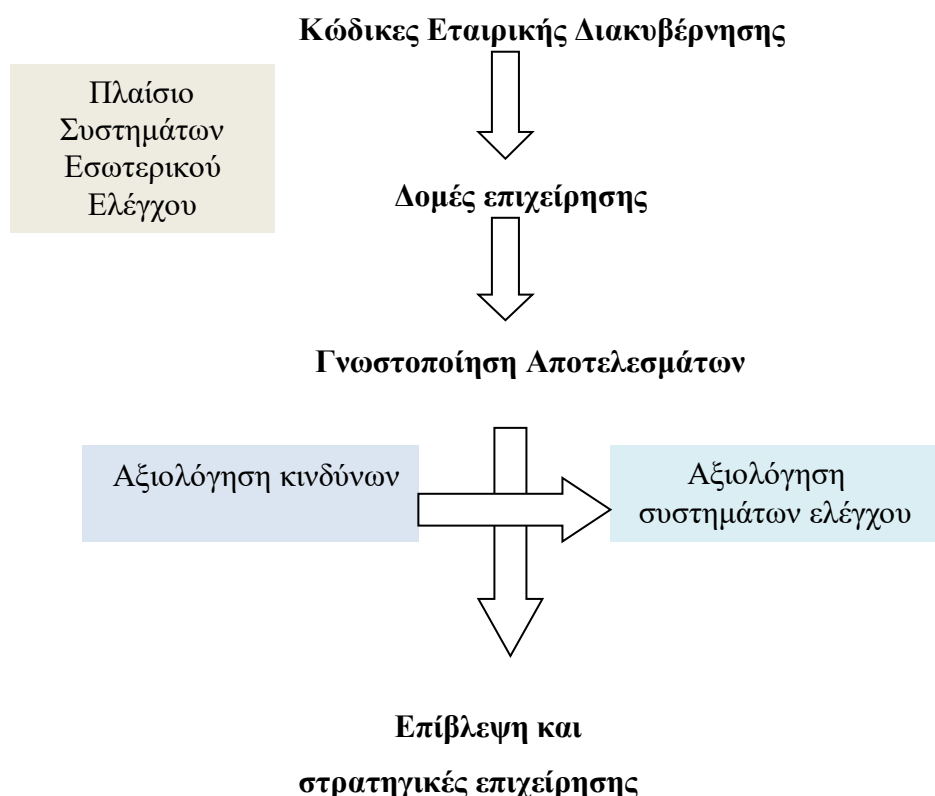 Κώδικες Εταιρικής Διακυβέρνησης
Πλαίσιο
Συστημάτων
Εσωτερικού
Ελέγχου
Δομές επιχείρησης
Γνωστοποίηση Αποτελεσμάτων
Αξιολόγηση κινδύνων
Αξιολόγηση
συστημάτων ελέγχου
Επίβλεψη και
στρατηγικές επιχείρησης